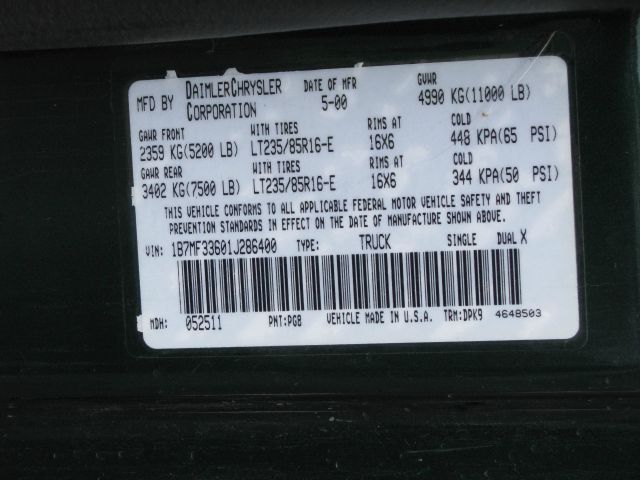 MFD BY DAIMLERCHRYSLER CORPORATION DATE OF MFR 5-00 GVWR 4990 KG(11000 LB)
GAWR FRONT WITH TIRES RIMS AT COLD
2359 KG(5200 LB) LT235/85R16-E 16X6 448 KPA(65 PSI)
GAWR REAR WITH TIRES RIMS AT COLD
3402 KG(7500 LB) LT235/85R16-E 16X6 344 KPA(50 PSI)
THIS VEHICLE CONFORMS TO ALL APPLICABLE FEDERAL MOTOR VEHICLE SAFETY AND THEFT
PREVENTION STANDARDS IN EFFECT ON THE DATE OF MANUFACTURE SHOWN ABOVE.
VIN: 1B7MF33601J286400 TYPE: TRUCK SINGLE DUAL X
MDH: 052511 PNT:PG8 VEHICLE MADE IN U.S.A. TRM:DPK9 4648503